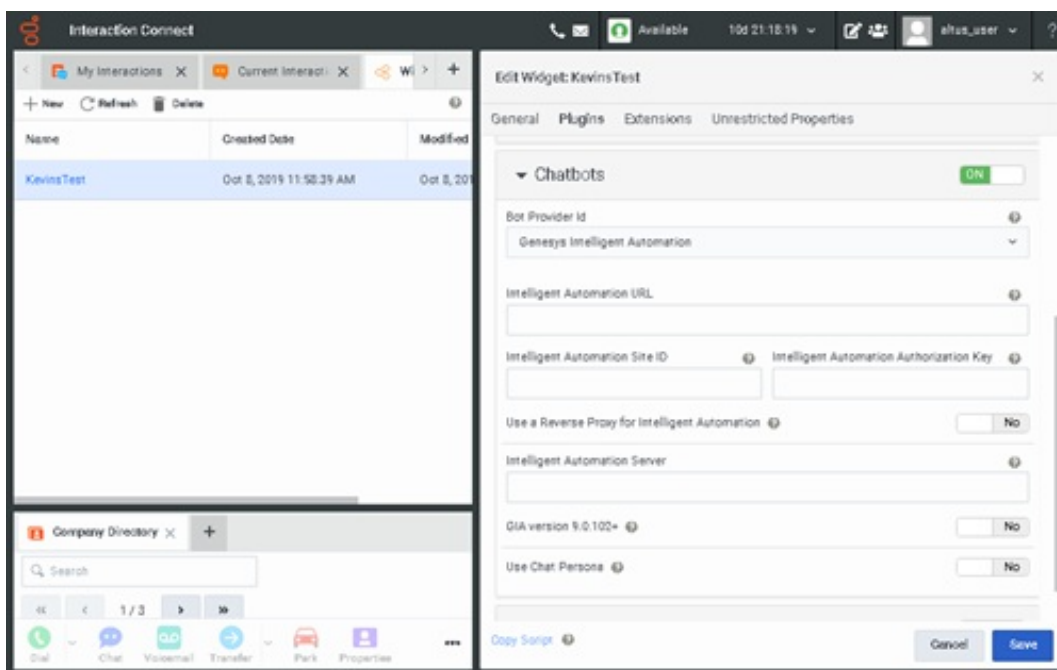 Interaction Connect
Available
10d 21:18:19
altus_user
?
My Interactions X
Current Interacti X
Wi
+
New Refresh Delete
Name Created Date Modified
KevinsTest Oct 8, 2019 11:58:39 AM Oct 8, 201
Company Directory X +
Search
1 / 3
Dial Chat Voicemail Transfer Park Properties
Edit Widget: KevinsTest
General Plugins Extensions Unrestricted Properties
Chatbots ON
Bot Provider Id
Genesys Intelligent Automation
Intelligent Automation URL
Intelligent Automation Site ID Intelligent Automation Authorization Key
Use a Reverse Proxy for Intelligent Automation No
Intelligent Automation Server
GIA version 9.0.102+ No
Use Chat Persona No
Copy Script Cancel Save